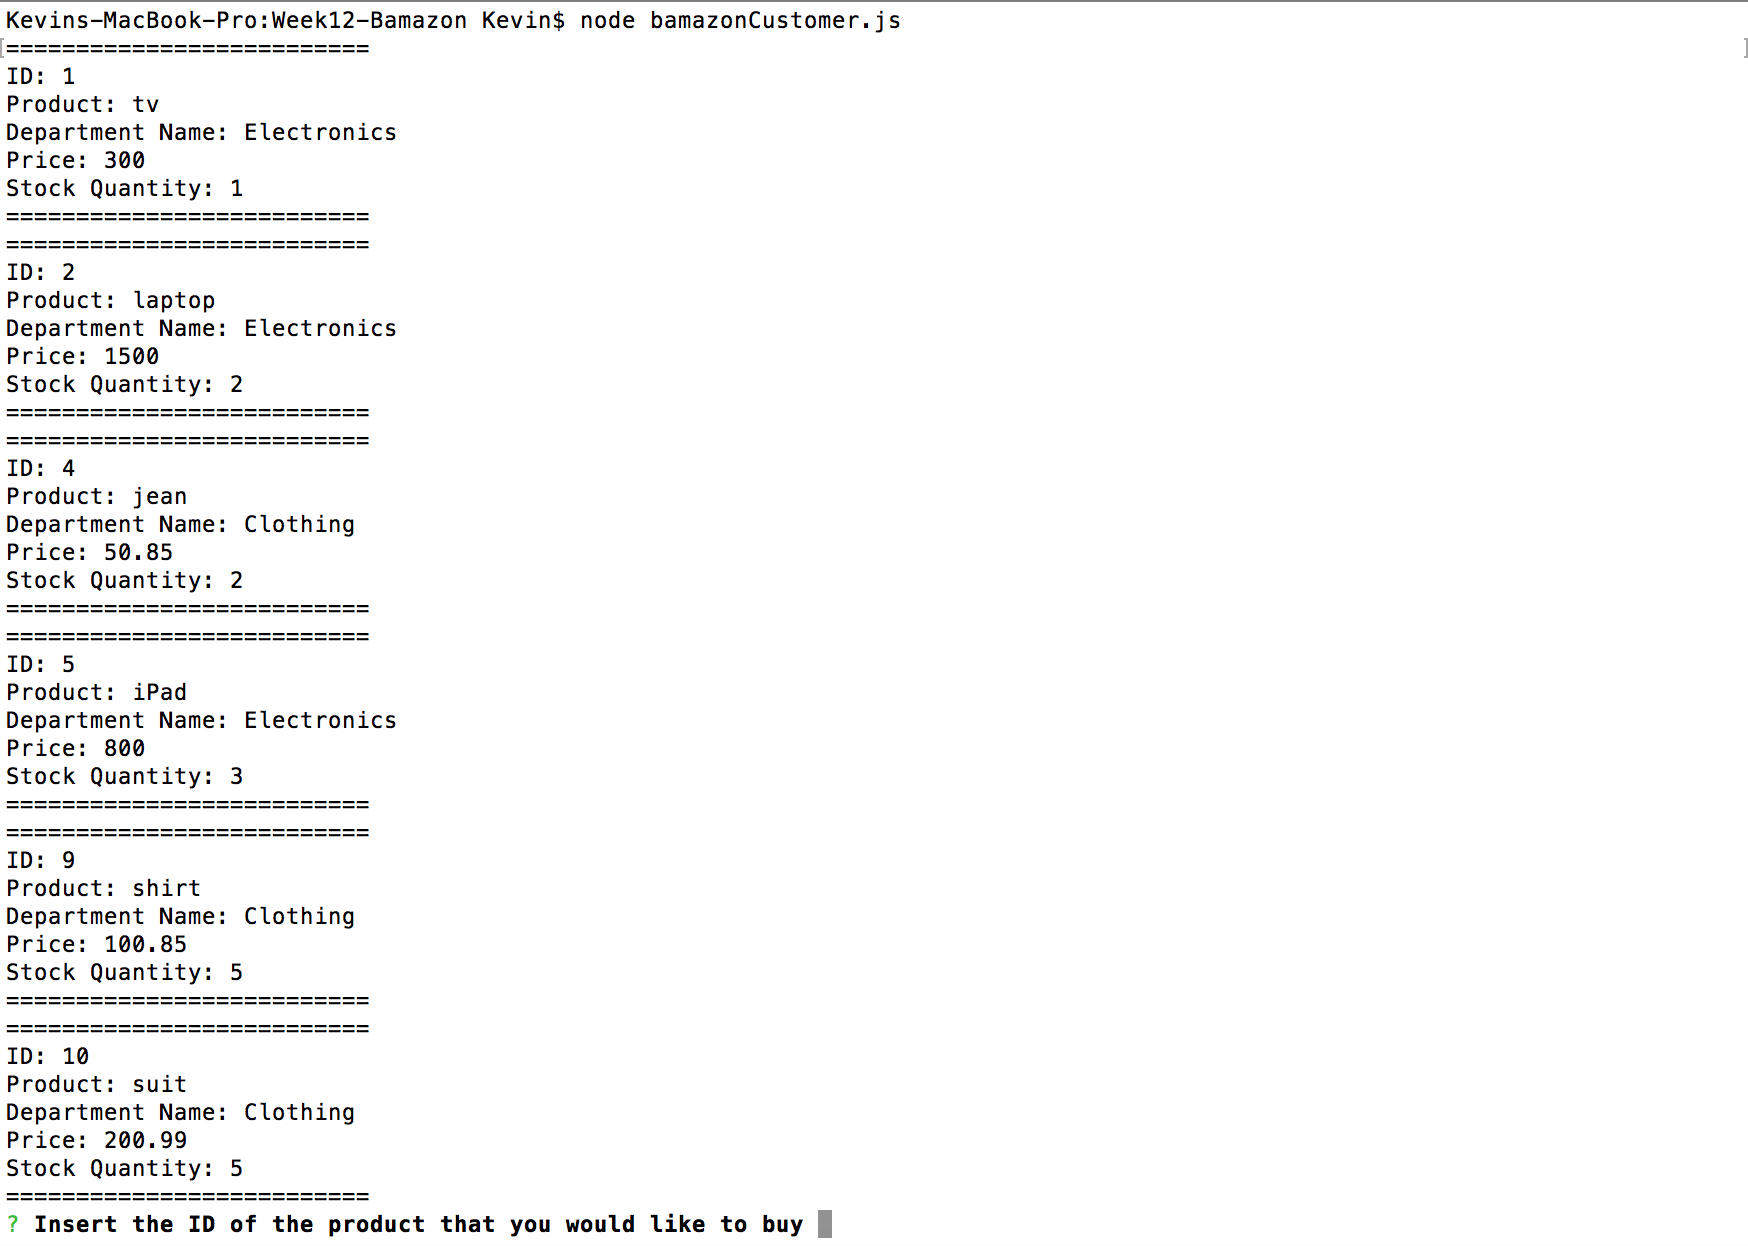 Kevins-MacBook-Pro:Week12-Bamazon Kevin$ node bamazonCustomer.js
[==========================]
ID: 1
Product: tv
Department Name: Electronics
Price: 300
Stock Quantity: 1
==========================
==========================
ID: 2
Product: laptop
Department Name: Electronics
Price: 1500
Stock Quantity: 2
==========================
==========================
ID: 4
Product: jean
Department Name: Clothing
Price: 50.85
Stock Quantity: 2
==========================
==========================
ID: 5
Product: iPad
Department Name: Electronics
Price: 800
Stock Quantity: 3
==========================
==========================
ID: 9
Product: shirt
Department Name: Clothing
Price: 100.85
Stock Quantity: 5
==========================
==========================
ID: 10
Product: suit
Department Name: Clothing
Price: 200.99
Stock Quantity: 5
==========================
? Insert the ID of the product that you would like to buy